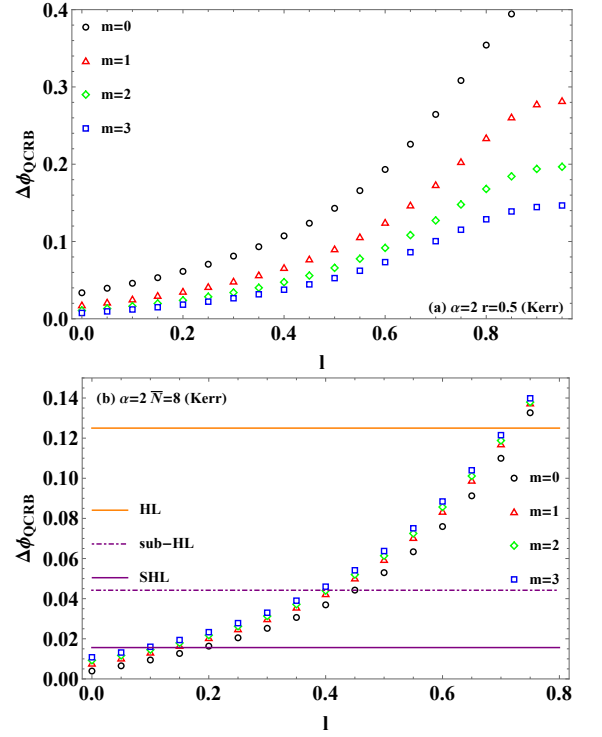 0.4
0.3
0.2
0.1
0.0
ΔϕQCRB
m=0
m=1
m=2
m=3
(a) α=2 r=0.5 (Kerr)
0.0 0.2 0.4 0.6 0.8
l
0.14
0.12
0.10
0.08
0.06
0.04
0.02
0.00
ΔϕQCRB
(b) α=2 N̅=8 (Kerr)
HL
sub−HL
SHL
m=0
m=1
m=2
m=3
0.0 0.2 0.4 0.6 0.8
l